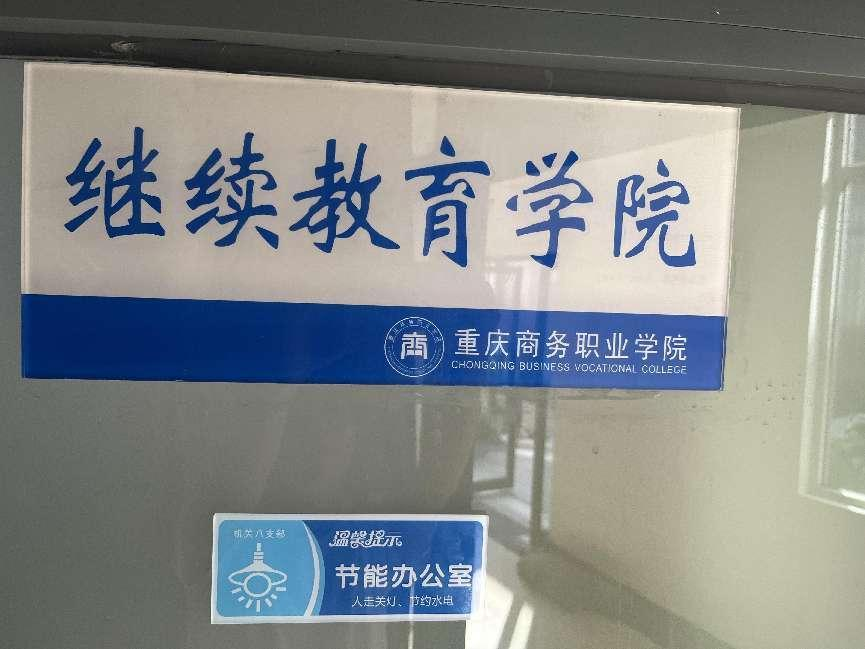 继续教育学院
重庆商务职业学院
CHONGQING BUSINESS VOCATIONAL COLLEGE
机关八支部
温馨提示
节能办公室
人走关灯、节约水电